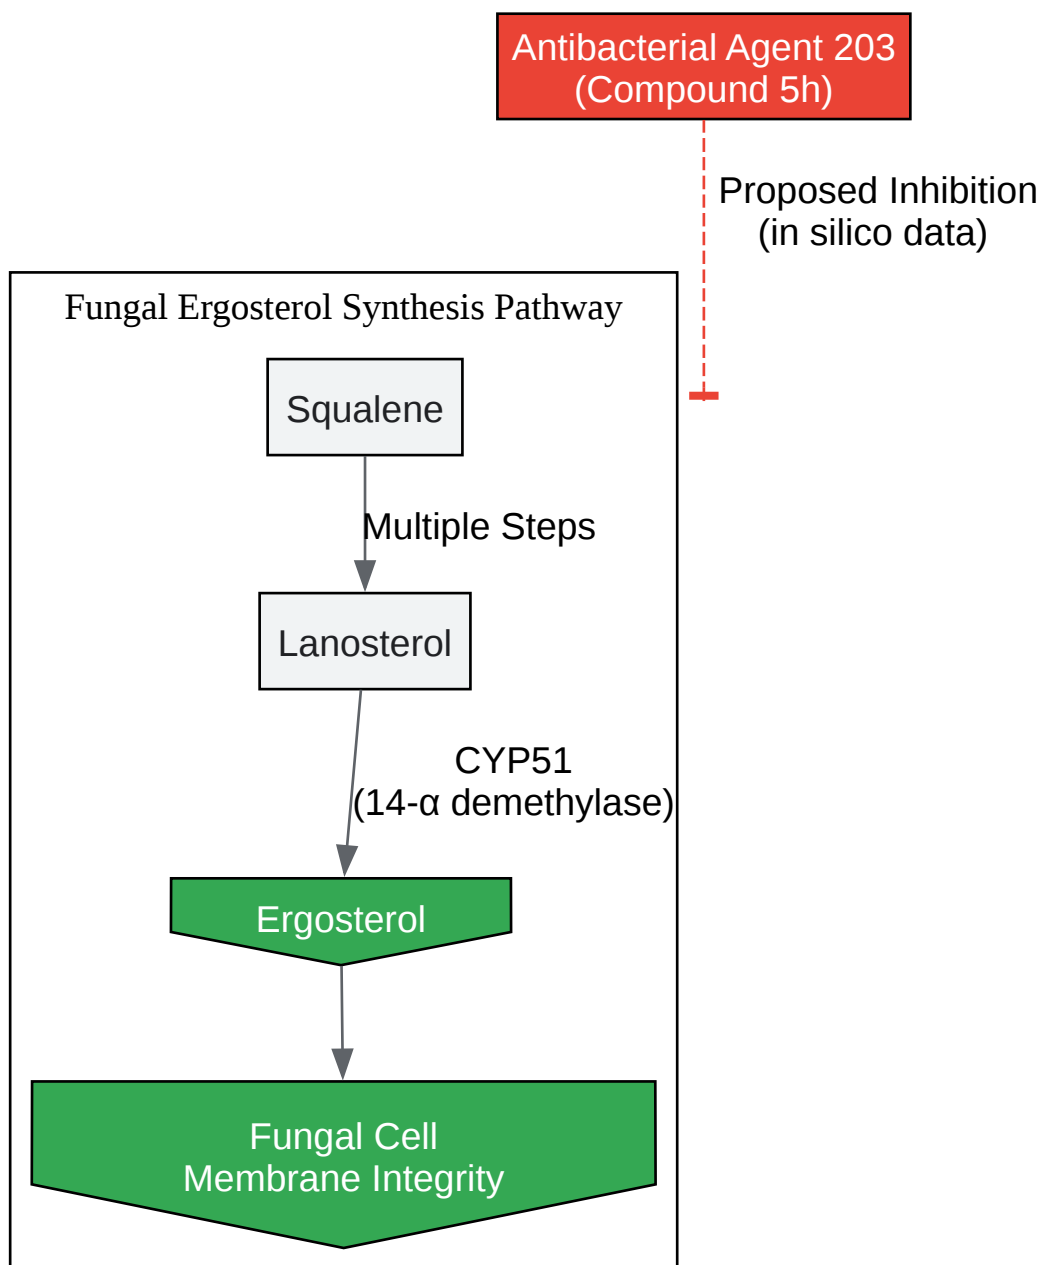 Antibacterial Agent 203
(Compound 5h)
Proposed Inhibition
(in silico data)
Fungal Ergosterol Synthesis Pathway
Squalene
Multiple Steps
Lanosterol
CYP51
(14-α demethylase)
Ergosterol
Fungal Cell
Membrane Integrity